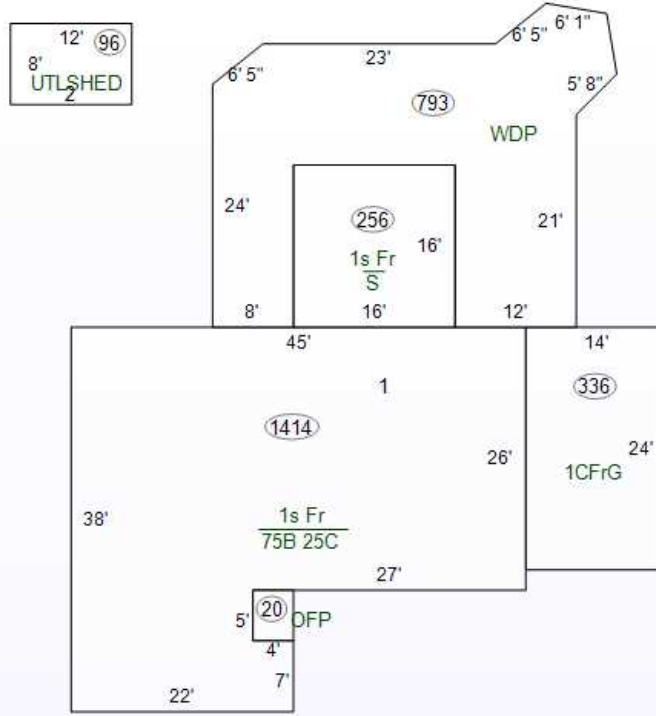 12' 96
8'
UTLSHED
2
6' 1"
6' 5"
23'
6' 5"
5' 8"
793
WDP
24'
256
21'
16'
1s Fr
S
8' 16' 12'
45' 14'
1 336
1414
26' 24'
1CFrG
38'
1s Fr
75B 25C
27'
20
5' OFP
4'
7'
22'